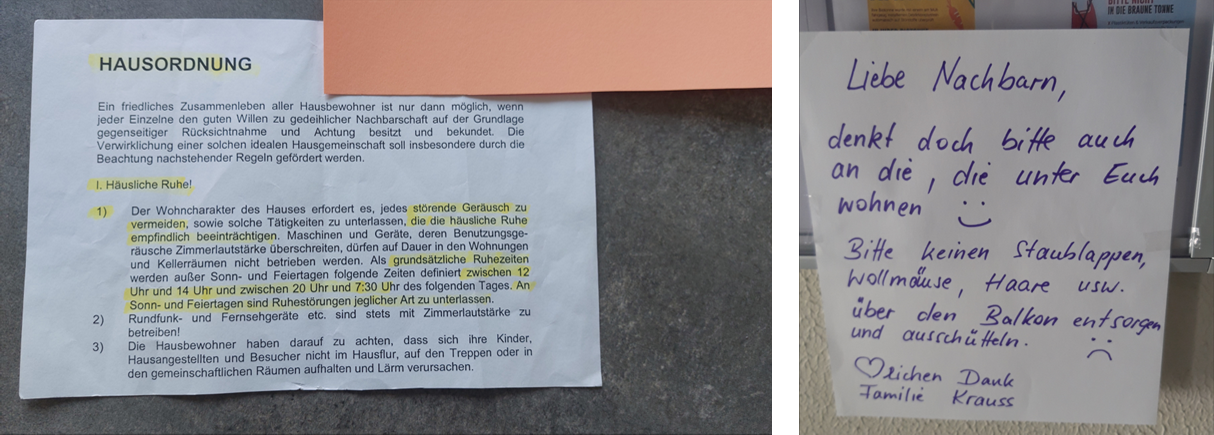 HAUSORDNUNG
Ein friedliches Zusammenleben aller Hausbewohner ist nur dann möglich, wenn
jeder Einzelne den guten Willen zu gedeihlicher Nachbarschaft auf der Grundlage
gegenseitiger Rücksichtnahme und Achtung besitzt und bekundet. Die
Verwirklichung einer solchen idealen Hausgemeinschaft soll insbesondere durch die
Beachtung nachstehender Regeln gefördert werden.
I. Häusliche Ruhe!
1) Der Wohncharakter des Hauses erfordert es, jedes störende Geräusch zu
vermeiden, sowie solche Tätigkeiten zu unterlassen, die die häusliche Ruhe
empfindlich beeinträchtigen. Maschinen und Geräte, deren Benutzungsge-
räusche Zimmerlautstärke überschreiten, dürfen auf Dauer in den Wohnungen
und Kellerräumen nicht betrieben werden. Als grundsätzliche Ruhezeiten
werden außer Sonn- und Feiertagen folgende Zeiten definiert zwischen 12
Uhr und 14 Uhr und zwischen 20 Uhr und 7:30 Uhr des folgenden Tages. An
Sonn- und Feiertagen sind Ruhestörungen jeglicher Art zu unterlassen.
2) Rundfunk- und Fernsehgeräte etc. sind stets mit Zimmerlautstärke zu
betreiben!
3) Die Hausbewohner haben darauf zu achten, dass sich ihre Kinder,
Hausangestellten und Besucher nicht im Hausflur, auf den Treppen oder in
den gemeinschaftlichen Räumen aufhalten und Lärm verursachen.
IN DIE BRAUNE TONNE
Liebe Nachbarn,
denkt doch bitte auch
an die, die unter Euch
wohnen
Bitte keinen Staublappen,
Wollmäuse, Haare usw.
über den Balkon entsorgen
und ausschütteln.
♡lichen Dank
Familie Krauss